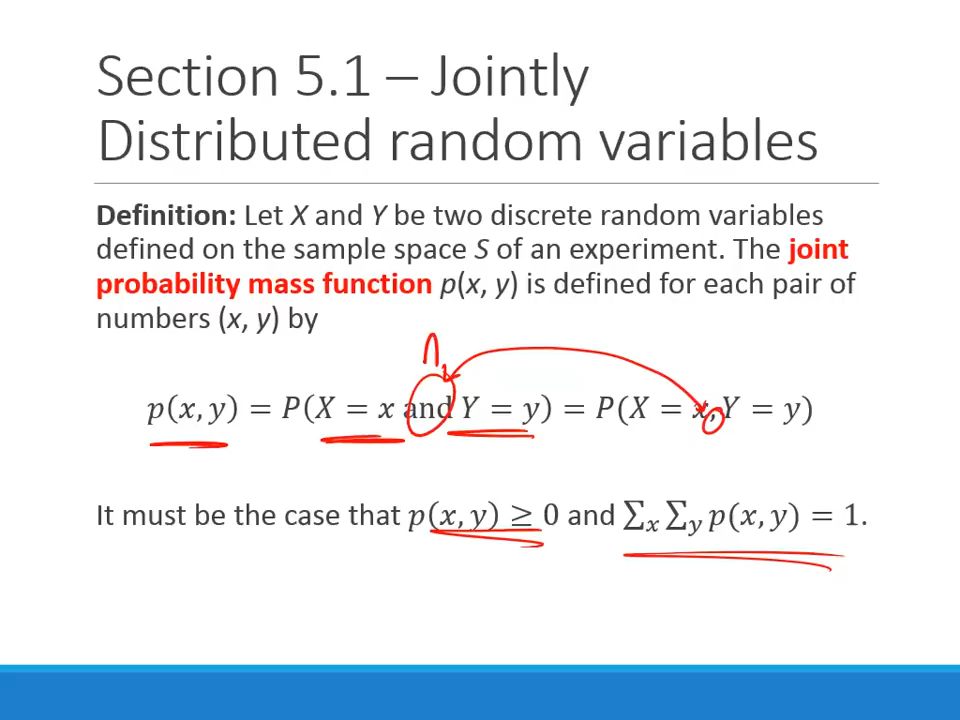 Section 5.1 – Jointly
Distributed random variables
Definition: Let X and Y be two discrete random variables
defined on the sample space S of an experiment. The joint
probability mass function p(x, y) is defined for each pair of
numbers (x, y) by
∩
p(x, y) = P(X = x and Y = y) = P(X = x, Y = y)
It must be the case that p(x, y) ≥ 0 and ∑ₓ ∑ᵧ p(x, y) = 1.